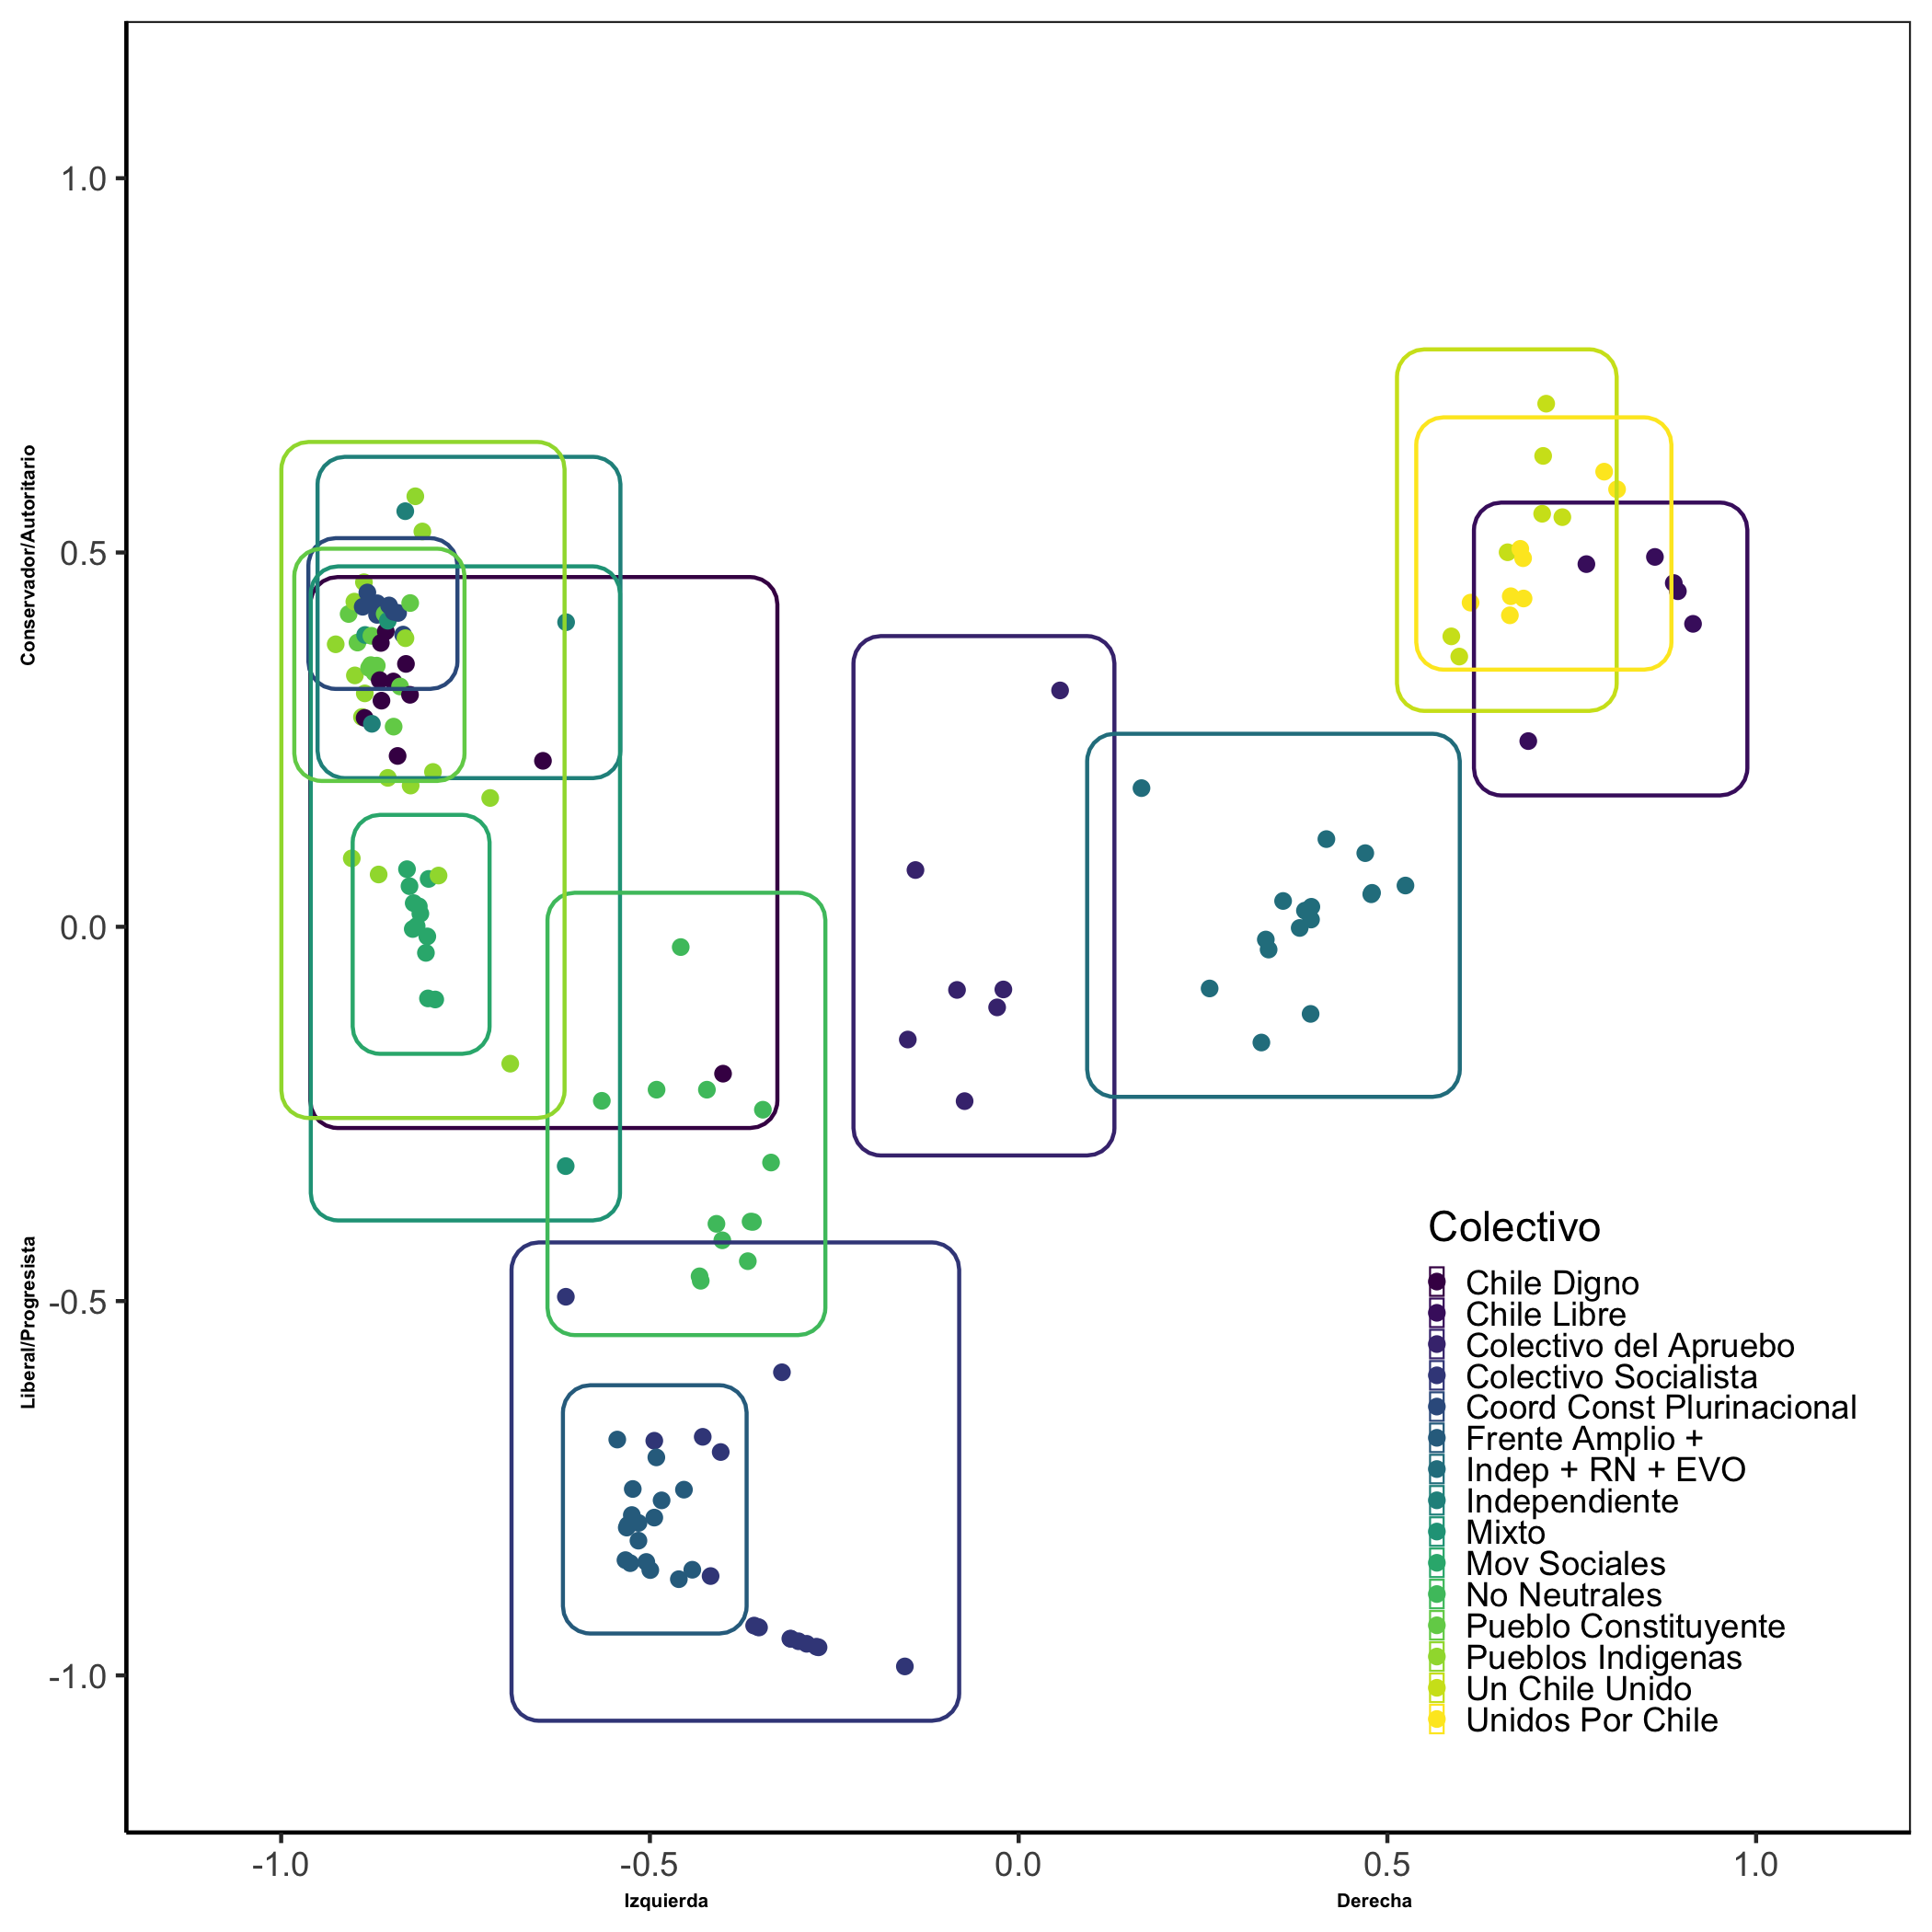 1.0
0.5
0.0
-0.5
-1.0
Conservador/Autoritario
Liberal/Progresista
Colectivo
Chile Digno
Chile Libre
Colectivo del Apruebo
Colectivo Socialista
Coord Const Plurinacional
Frente Amplio +
Indep + RN + EVO
Independiente
Mixto
Mov Sociales
No Neutrales
Pueblo Constituyente
Pueblos Indigenas
Un Chile Unido
Unidos Por Chile
-1.0 -0.5 0.0 0.5 1.0
Izquierda Derecha